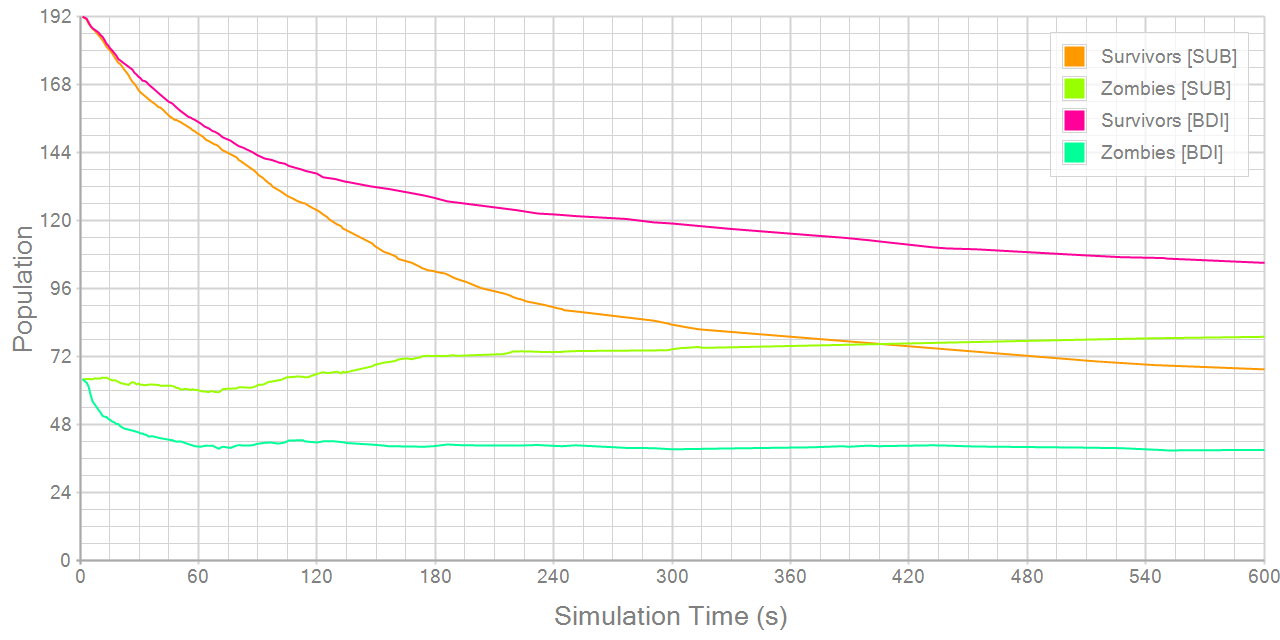 192
168
144
120
96
72
48
24
0
Population
0 60 120 180 240 300 360 420 480 540 600
Simulation Time (s)
Survivors [SUB]
Zombies [SUB]
Survivors [BDI]
Zombies [BDI]